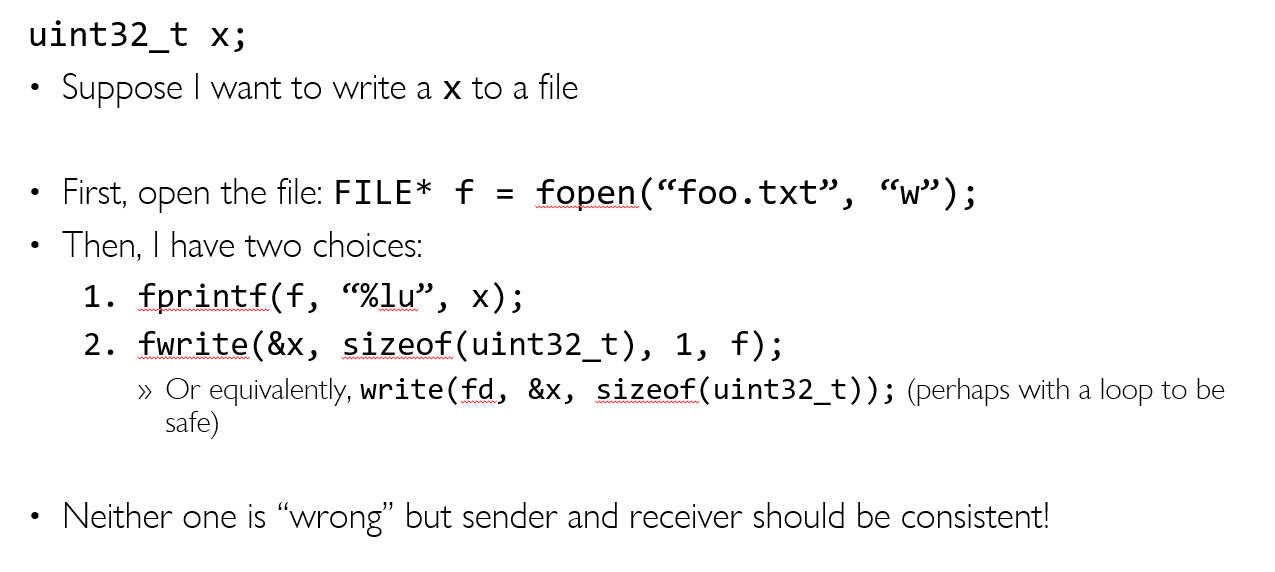 uint32_t x;
• Suppose I want to write a x to a file
• First, open the file: FILE* f = fopen(“foo.txt”, “w”);
• Then, I have two choices:
1. fprintf(f, “%lu”, x);
2. fwrite(&x, sizeof(uint32_t), 1, f);
» Or equivalently, write(fd, &x, sizeof(uint32_t)); (perhaps with a loop to be
safe)
• Neither one is “wrong” but sender and receiver should be consistent!